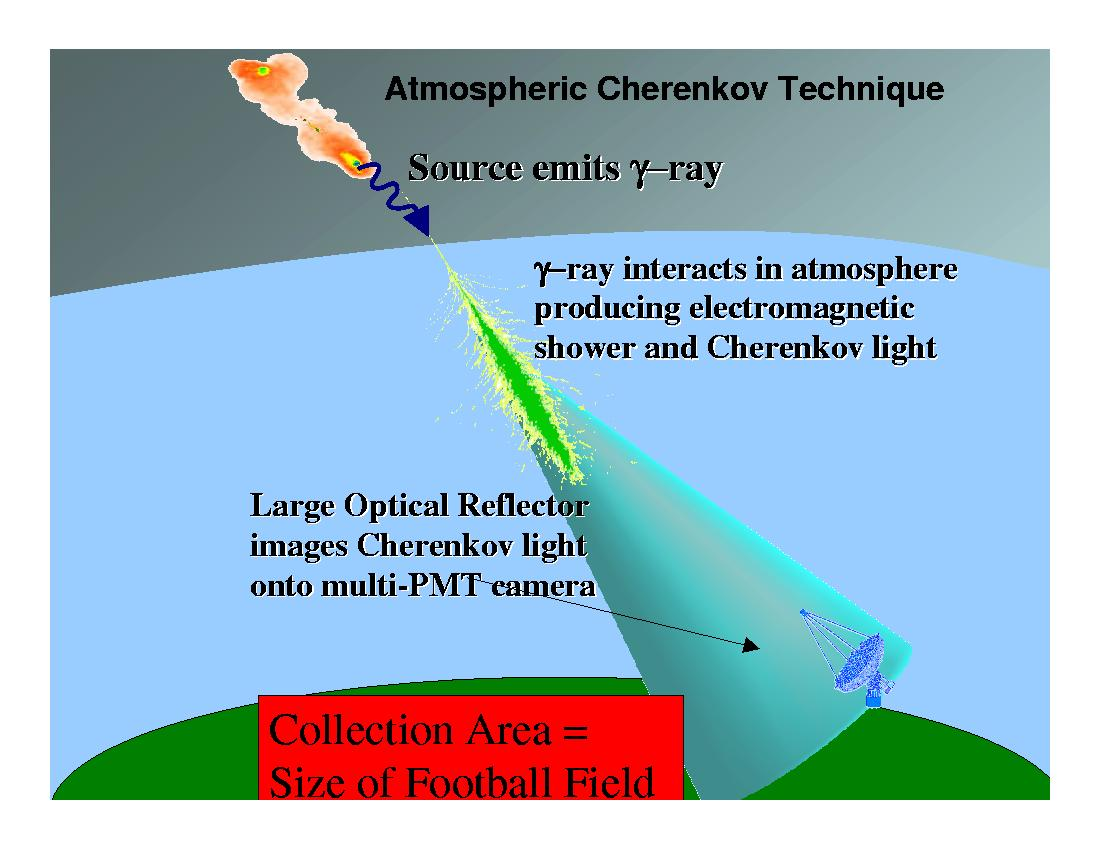 Atmospheric Cherenkov Technique
Source emits γ–ray
γ–ray interacts in atmosphere
producing electromagnetic
shower and Cherenkov light
Large Optical Reflector
images Cherenkov light
onto multi-PMT camera
Collection Area =
Size of Football Field